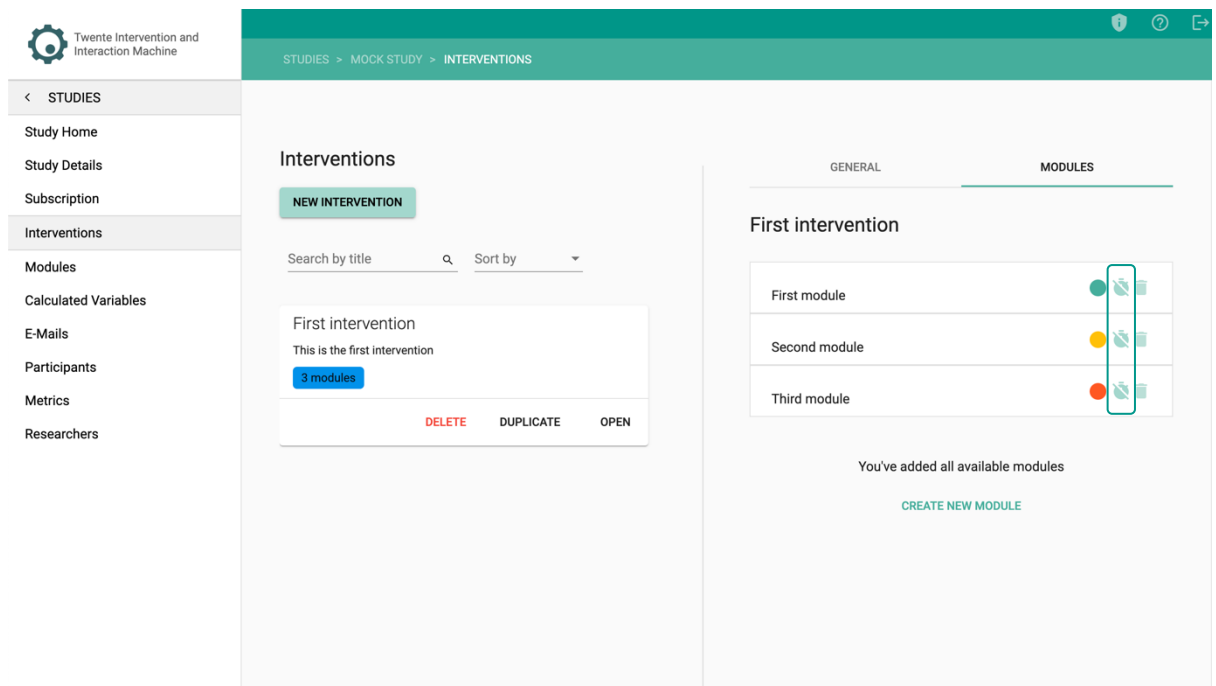 Twente Intervention and
Interaction Machine
STUDIES > MOCK STUDY > INTERVENTIONS
< STUDIES
Study Home
Study Details
Subscription
Interventions
Modules
Calculated Variables
E-Mails
Participants
Metrics
Researchers
Interventions
NEW INTERVENTION
Search by title
Sort by
First intervention
This is the first intervention
3 modules
DELETE DUPLICATE OPEN
GENERAL MODULES
First intervention
First module
Second module
Third module
You've added all available modules
CREATE NEW MODULE